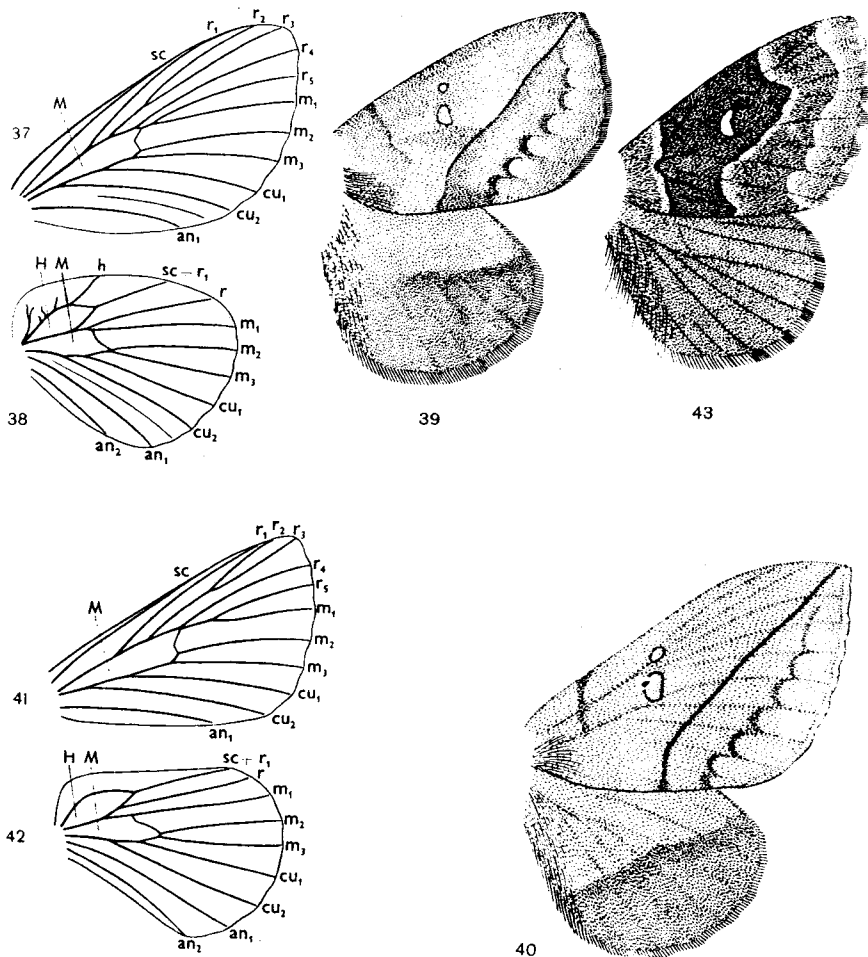 r₁ r₂ r₃
sc r₄
r₅
M m₁
37 m₂
m₃
cu₁
cu₂
an₁
H M h sc–r₁
r
m₁
m₂
m₃
38 cu₁
an₂ an₁ cu₂
39
43
r₁ r₂ r₃
sc r₄
r₅
M m₁
m₂
41 m₃
cu₁
an₁ cu₂
H M sc+r₁
r
m₁
42 m₂
m₃
cu₁
cu₂
an₂ an₁
40